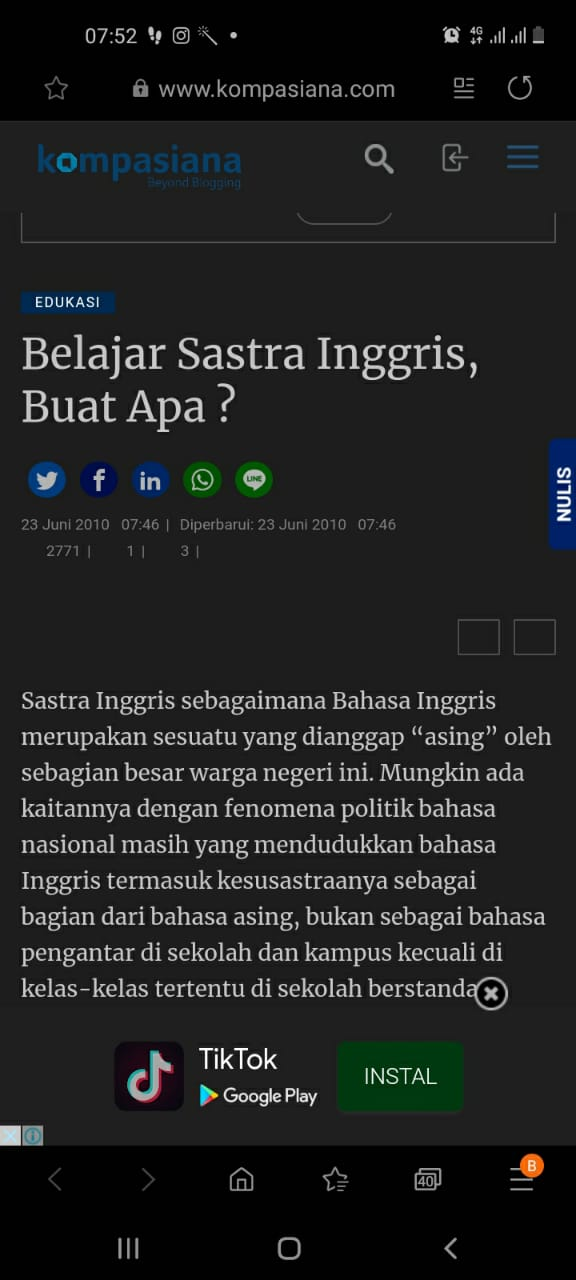 07:52
4G
www.kompasiana.com
kompasiana
Beyond Blogging
EDUKASI
Belajar Sastra Inggris,
Buat Apa ?
in
LINE
NULIS
23 Juni 2010 07:46 | Diperbarui: 23 Juni 2010 07:46
2771 | 1 | 3 |
Sastra Inggris sebagaimana Bahasa Inggris
merupakan sesuatu yang dianggap “asing” oleh
sebagian besar warga negeri ini. Mungkin ada
kaitannya dengan fenomena politik bahasa
nasional masih yang mendudukkan bahasa
Inggris termasuk kesusastraanya sebagai
bagian dari bahasa asing, bukan sebagai bahasa
pengantar di sekolah dan kampus kecuali di
kelas-kelas tertentu di sekolah berstanda
TikTok
Google Play
INSTAL
40
B